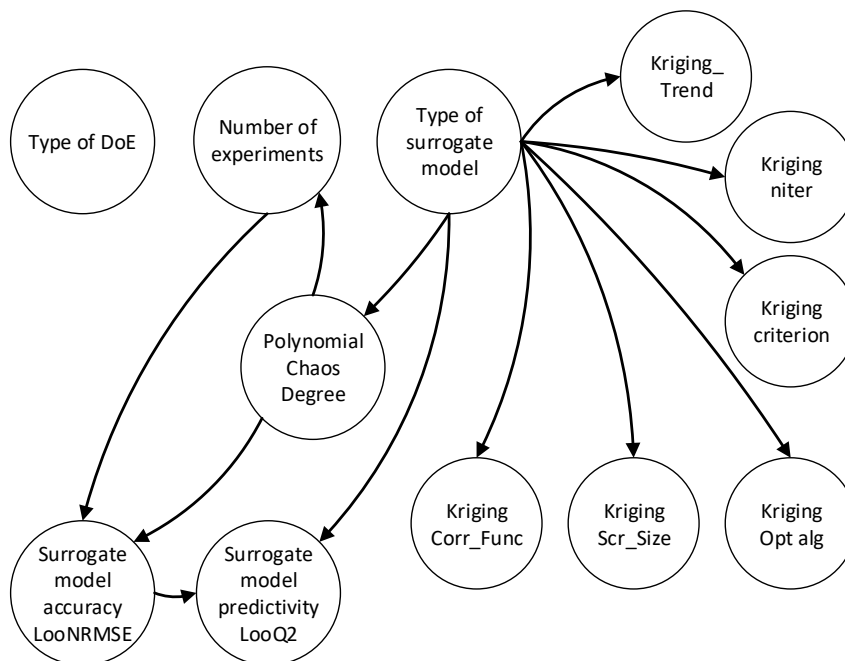 Type of DoE
Number of
experiments
Type of
surrogate
model
Kriging_
Trend
Kriging
niter
Kriging
criterion
Polynomial
Chaos
Degree
Kriging
Corr_Func
Kriging
Scr_Size
Kriging
Opt alg
Surrogate
model
accuracy
LooNRMSE
Surrogate
model
predictivity
LooQ2